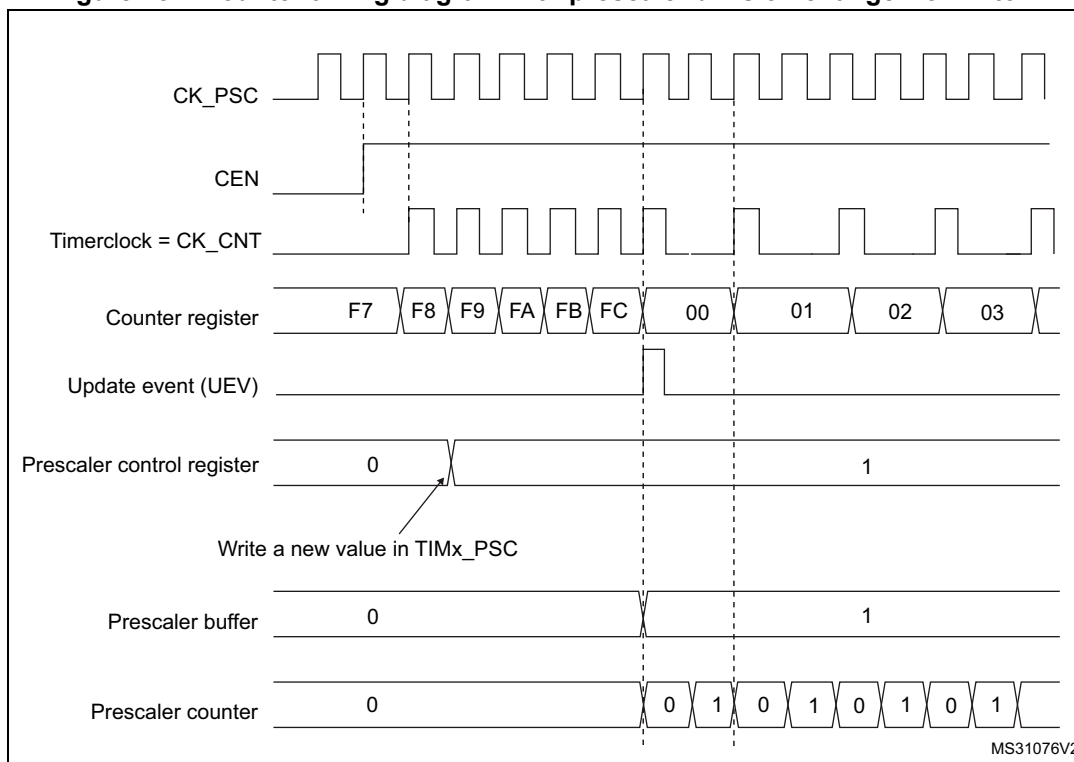 CK_PSC
CEN
Timerclock = CK_CNT
Counter register F7 F8 F9 FA FB FC 00 01 02 03
Update event (UEV)
Prescaler control register 0 1
Write a new value in TIMx_PSC
Prescaler buffer 0 1
Prescaler counter 0 0 1 0 1 0 1 0 1
MS31076V2